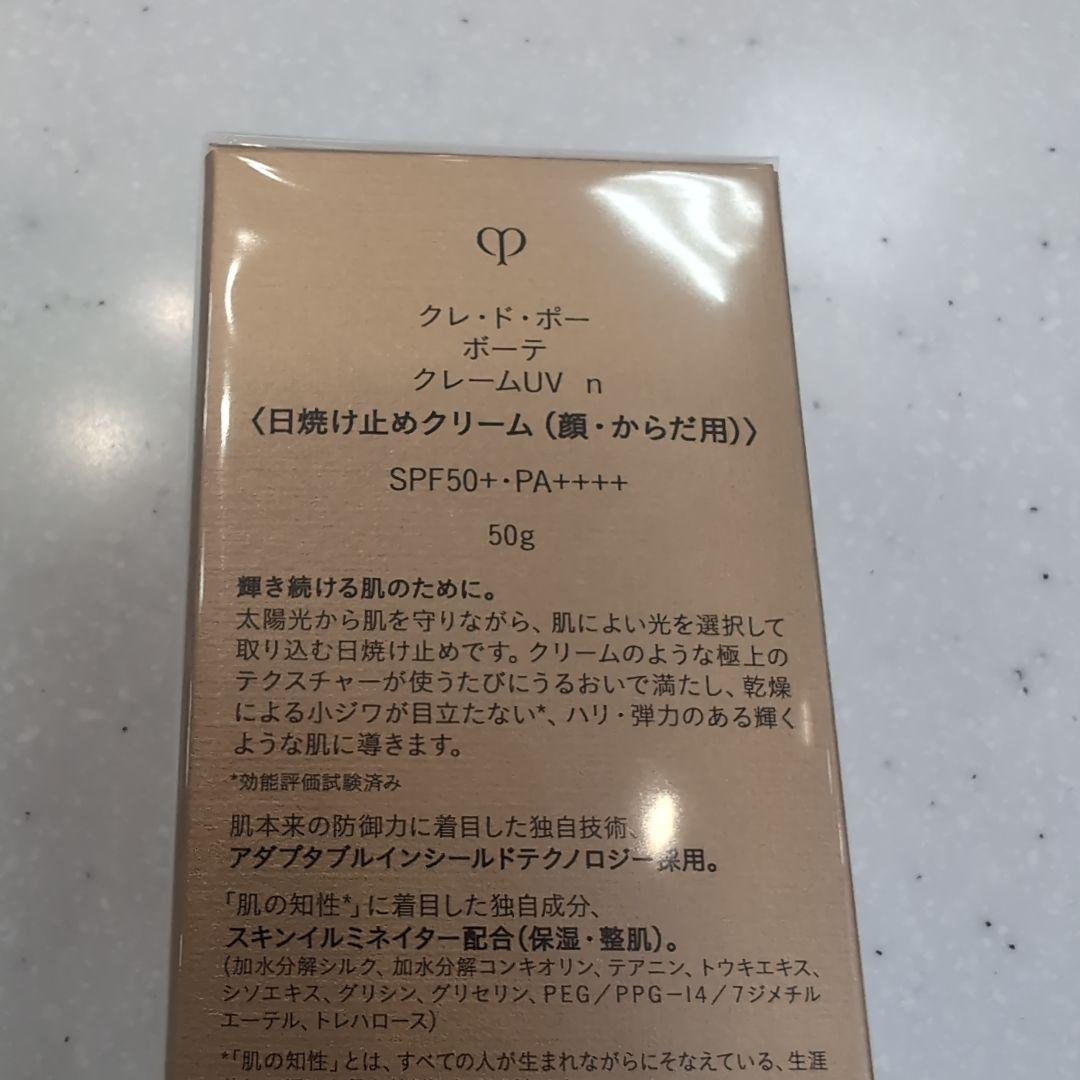 クレ・ド・ポー
ボーテ
クレームUV n
〈日焼け止めクリーム（顔・からだ用）〉
SPF50+・PA++++
50g
輝き続ける肌のために。
太陽光から肌を守りながら、肌によい光を選択して
取り込む日焼け止めです。クリームのような極上の
テクスチャーが使うたびにうるおいで満たし、乾燥
による小ジワが目立たない*、ハリ・弾力のある輝く
ような肌に導きます。
*効能評価試験済み
肌本来の防御力に着目した独自技術、
アダプタブルインシールドテクノロジー採用。
「肌の知性*」に着目した独自成分、
スキンイルミネイター配合（保湿・整肌）。
（加水分解シルク、加水分解コンキオリン、テアニン、トウキエキス、
シソエキス、グリシン、グリセリン、PEG／PPG－14／7ジメチル
エーテル、トレハロース）
*「肌の知性」とは、すべての人が生まれながらにそなえている、生涯